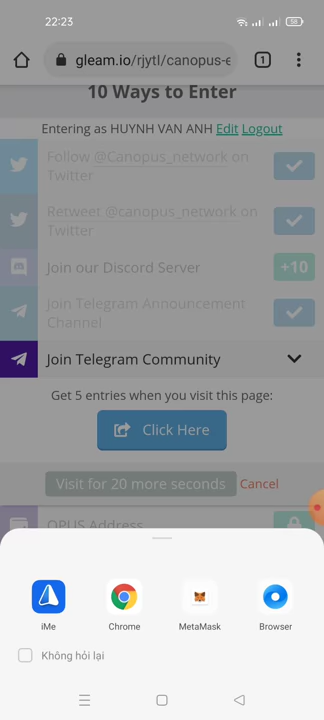 22:23
58
gleam.io/rjytl/canopus-e
1
10 Ways to Enter
Entering as HUYNH VAN ANH Edit Logout
Follow @Canopus_network on
Twitter
Retweet @canopus_network on
Twitter
Join our Discord Server
+10
Join Telegram Announcement
Channel
Join Telegram Community
Get 5 entries when you visit this page:
Click Here
Visit for 20 more seconds Cancel
OPUS Address
iMe
Chrome
MetaMask
Browser
Không hỏi lại